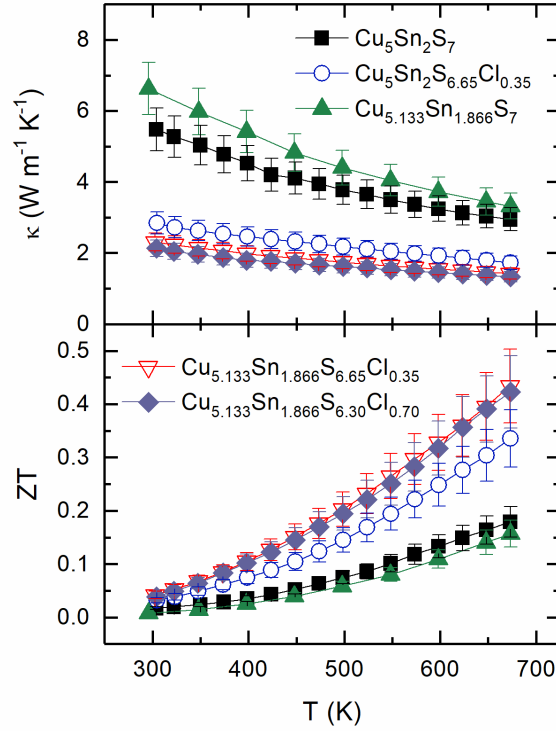 8
6
4
2
0
κ (W m⁻¹ K⁻¹)
Cu₅Sn₂S₇
Cu₅Sn₂S₆.₆₅Cl₀.₃₅
Cu₅.₁₃₃Sn₁.₈₆₆S₇
0.5
0.4
0.3
0.2
0.1
0.0
ZT
Cu₅.₁₃₃Sn₁.₈₆₆S₆.₆₅Cl₀.₃₅
Cu₅.₁₃₃Sn₁.₈₆₆S₆.₃₀Cl₀.₇₀
300 400 500 600 700
T (K)